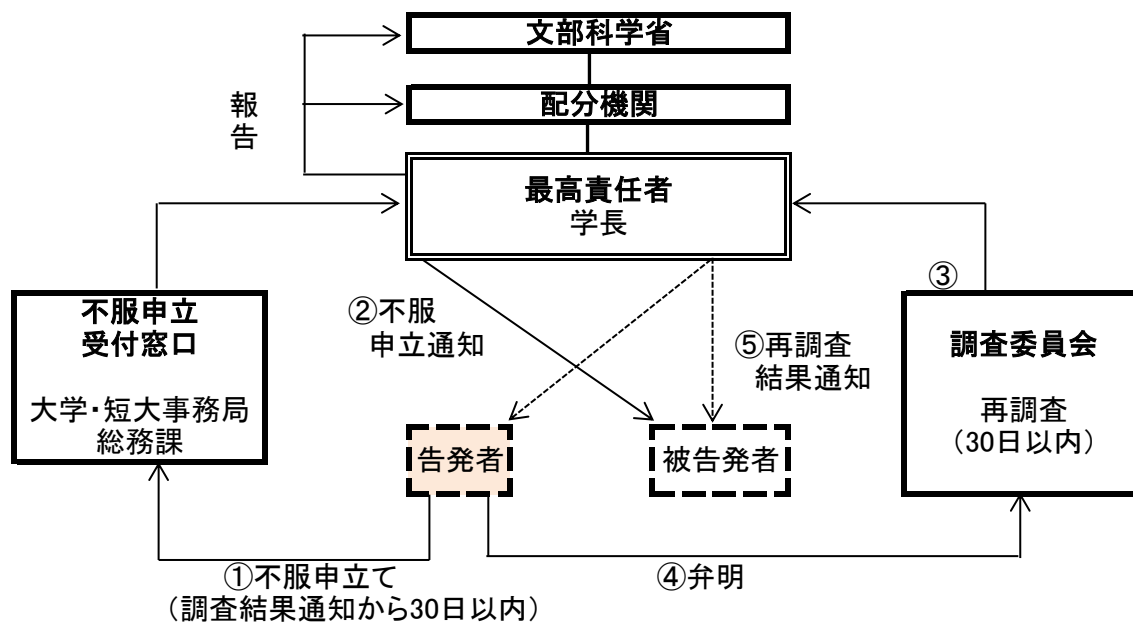 文部科学省
配分機関
報
告
最高責任者
学長
不服申立
受付窓口
大学・短大事務局
総務課
②不服
申立通知
⑤再調査
結果通知
③
調査委員会
再調査
（30日以内）
告発者
被告発者
①不服申立て
（調査結果通知から30日以内）
④弁明